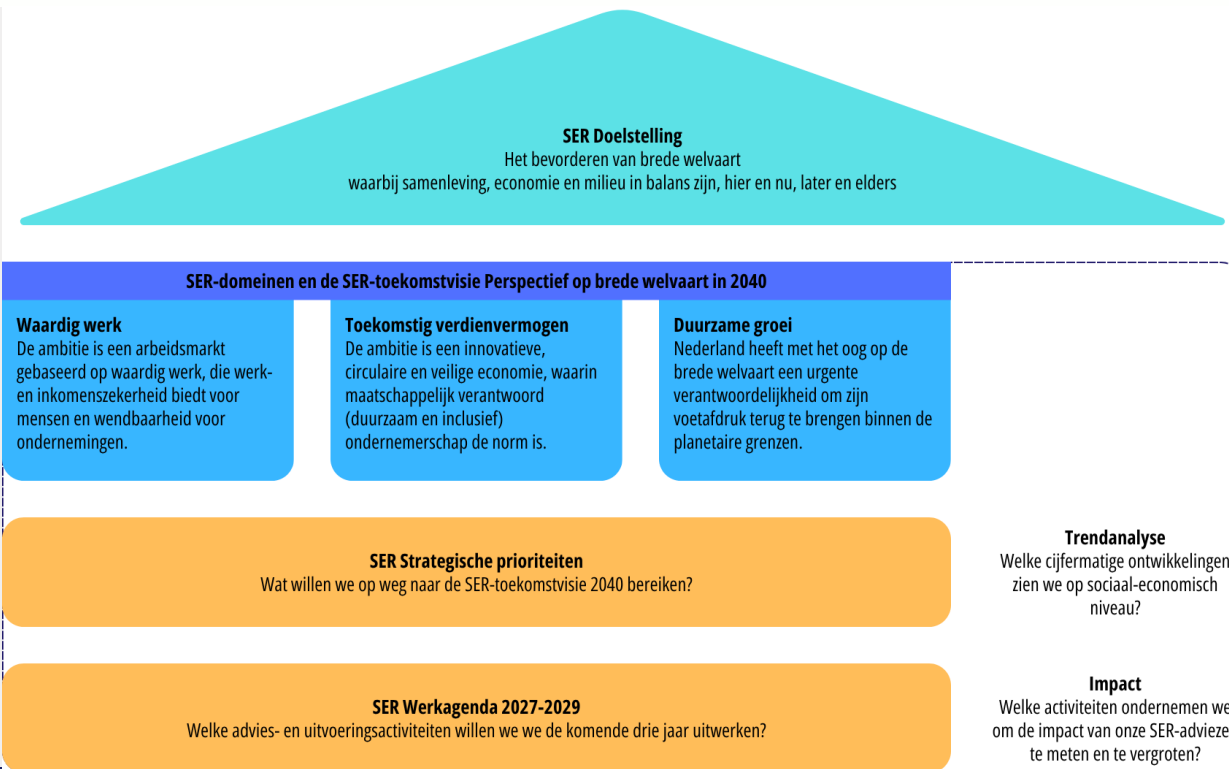 SER Doelstelling
Het bevorderen van brede welvaart
waarbij samenleving, economie en milieu in balans zijn, hier en nu, later en elders
SER-domeinen en de SER-toekomstvisie Perspectief op brede welvaart in 2040
Waardig werk
De ambitie is een arbeidsmarkt
gebaseerd op waardig werk, die werk-
en inkomenszekerheid biedt voor
mensen en wendbaarheid voor
ondernemingen.
Toekomstig verdienvermogen
De ambitie is een innovatieve,
circulaire en veilige economie, waarin
maatschappelijk verantwoord
(duurzaam en inclusief)
ondernemerschap de norm is.
Duurzame groei
Nederland heeft met het oog op de
brede welvaart een urgente
verantwoordelijkheid om zijn
voetafdruk terug te brengen binnen de
planetaire grenzen.
SER Strategische prioriteiten
Wat willen we op weg naar de SER-toekomstvisie 2040 bereiken?
Trendanalyse
Welke cijfermatige ontwikkelingen
zien we op sociaal-economisch
niveau?
SER Werkagenda 2027-2029
Welke advies- en uitvoeringsactiviteiten willen we we de komende drie jaar uitwerken?
Impact
Welke activiteiten ondernemen we
om de impact van onze SER-advieze
te meten en te vergroten?